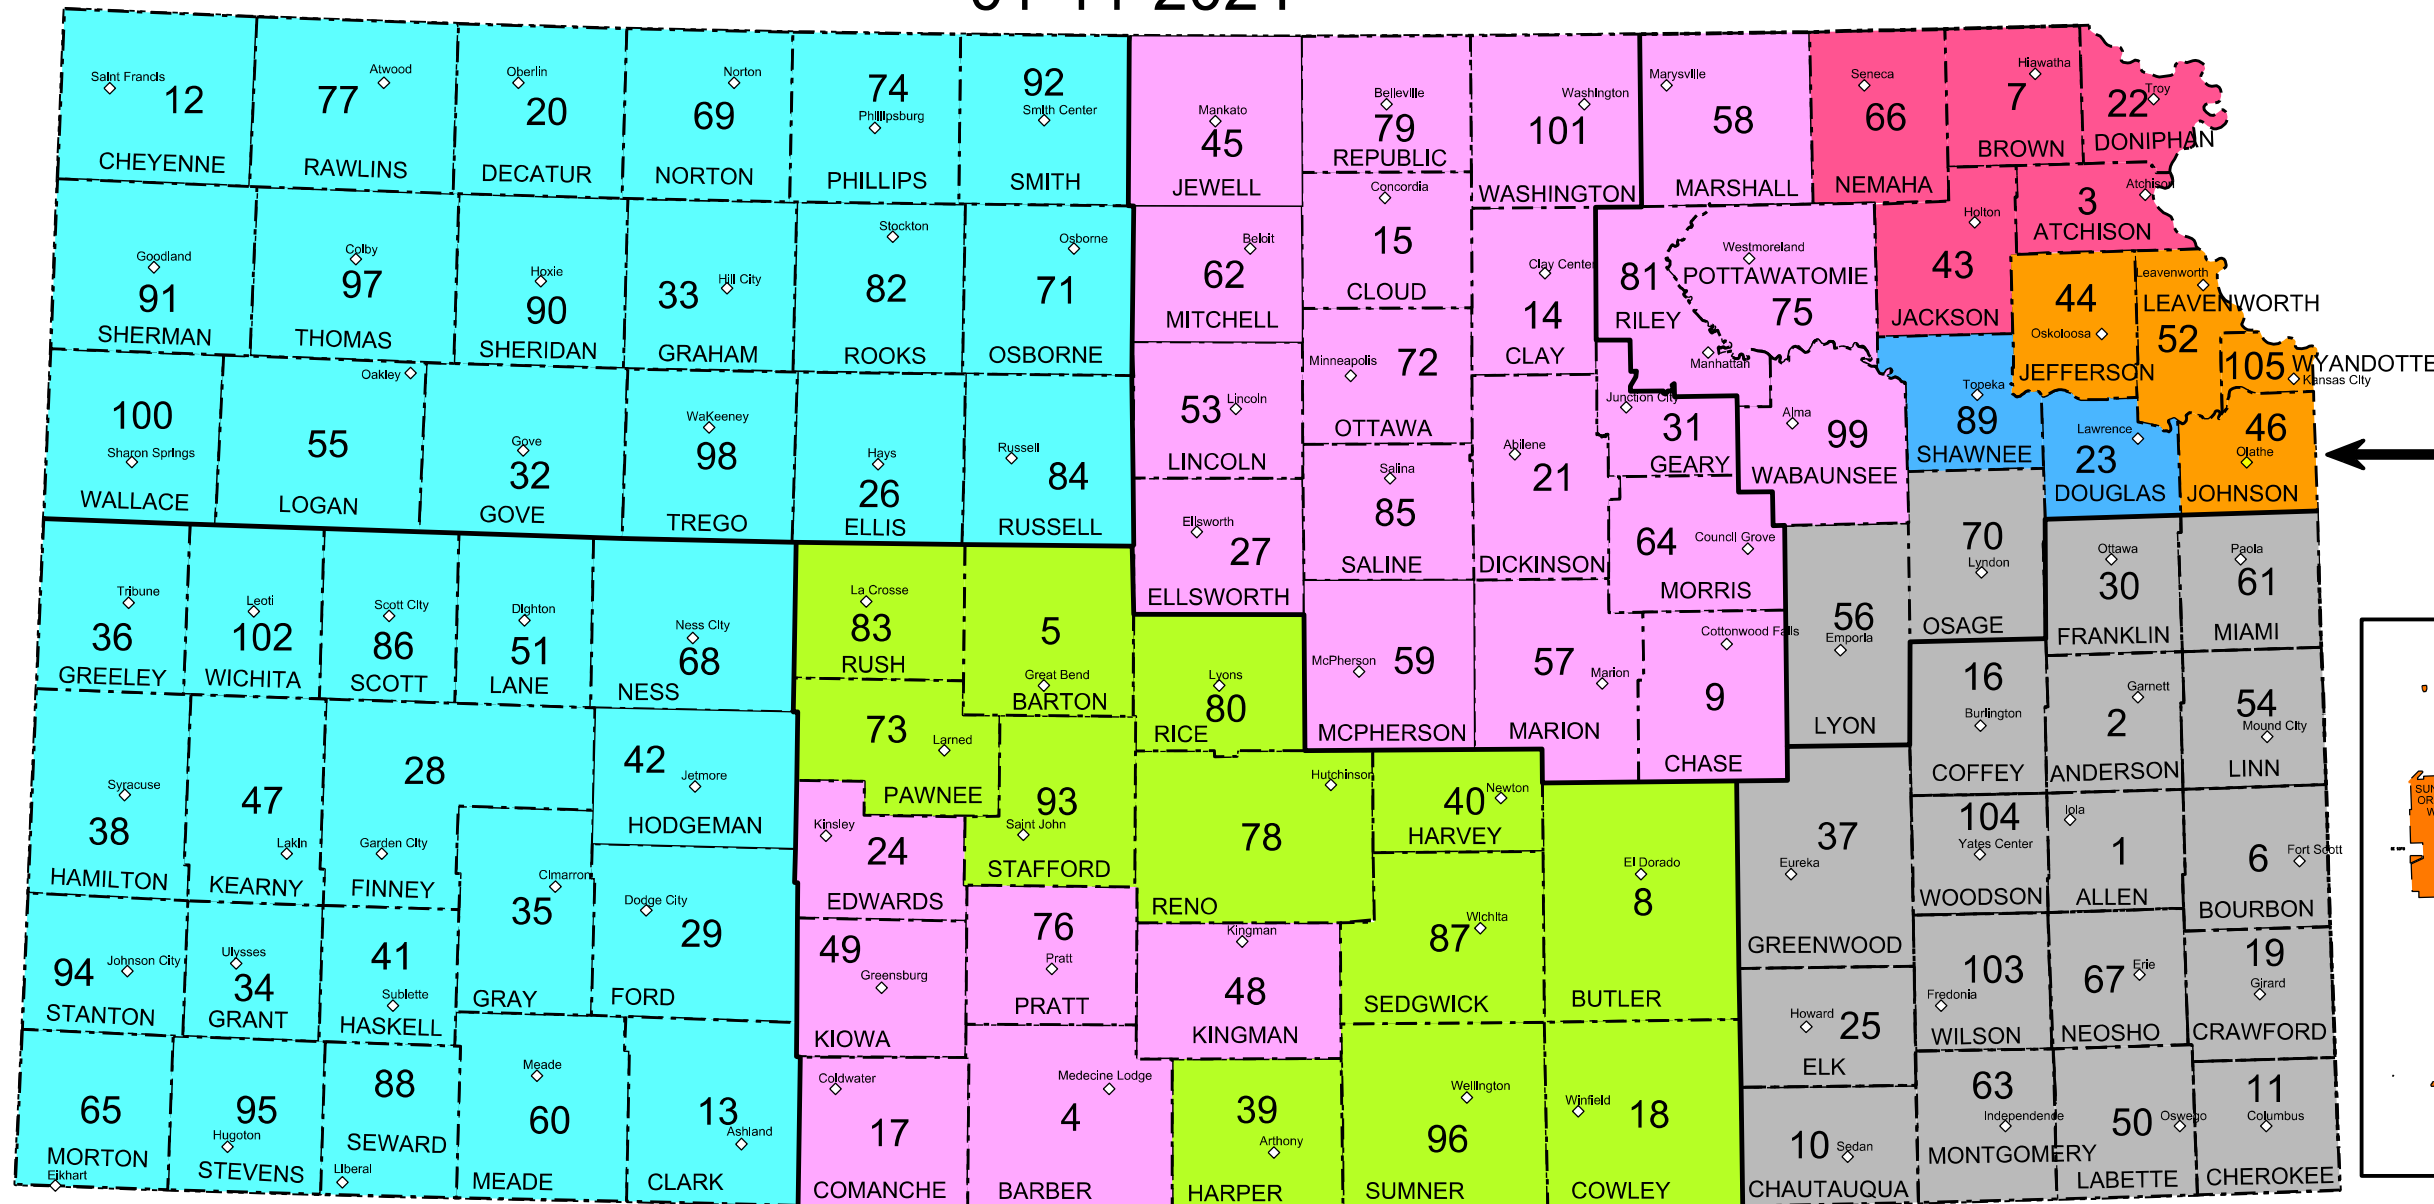 01-11-2021
Saint Francis
12
CHEYENNE
Atwood
77
RAWLINS
Oberlin
20
DECATUR
Norton
69
NORTON
74
Phillipsburg
PHILLIPS
92
Smith Center
SMITH
Mankato
45
JEWELL
Belleville
79
REPUBLIC
Washington
101
WASHINGTON
Marysville
58
MARSHALL
Seneca
66
NEMAHA
Hiawatha
7
BROWN
Troy
22
DONIPHAN
Goodland
91
SHERMAN
Colby
97
THOMAS
Hoxie
90
SHERIDAN
Hill City
33
GRAHAM
Stockton
82
ROOKS
Osborne
71
OSBORNE
Beloit
62
MITCHELL
Concordia
15
CLOUD
Clay Center
14
CLAY
81
RILEY
Manhattan
Westmoreland
POTTAWATOMIE
75
Holton
43
JACKSON
Atchison
3
ATCHISON
44
Oskoloosa
JEFFERSON
Leavenworth
LEAVENWORTH
52
105
WYANDOTTE
Kansas City
100
Sharon Springs
WALLACE
Oakley
55
LOGAN
Gove
32
GOVE
WaKeeney
98
TREGO
Hays
26
ELLIS
Russell
84
RUSSELL
53
Lincoln
LINCOLN
Minneapolis
72
OTTAWA
Abilene
21
DICKINSON
Junction City
31
GEARY
Alma
99
WABAUNSEE
Topeka
89
SHAWNEE
Lawrence
23
DOUGLAS
46
Olathe
JOHNSON
Ellsworth
27
ELLSWORTH
Salina
85
SALINE
64
Council Grove
MORRIS
70
Lyndon
OSAGE
Ottawa
30
FRANKLIN
Paola
61
MIAMI
Tribune
36
GREELEY
Leoti
102
WICHITA
Scott City
86
SCOTT
Dighton
51
LANE
Ness City
68
NESS
La Crosse
83
RUSH
5
Great Bend
BARTON
Lyons
80
RICE
McPherson
59
MCPHERSON
57
Marion
MARION
Cottonwood Falls
9
CHASE
56
Emporia
LYON
16
Burlington
COFFEY
Garnett
2
ANDERSON
54
Mound City
LINN
Syracuse
38
HAMILTON
47
Lakin
KEARNY
28
Garden City
FINNEY
42
Jetmore
HODGEMAN
73
Larned
PAWNEE
93
Saint John
STAFFORD
Hutchinson
78
RENO
40
Newton
HARVEY
El Dorado
8
BUTLER
37
Eureka
GREENWOOD
104
Yates Center
WOODSON
Iola
1
ALLEN
6
Fort Scott
BOURBON
Cimarron
35
GRAY
Dodge City
29
FORD
Kinsley
24
EDWARDS
94
Johnson City
STANTON
Ulysses
34
GRANT
41
Sublette
HASKELL
49
Greensburg
KIOWA
76
Pratt
PRATT
Kingman
48
KINGMAN
Wichita
87
SEDGWICK
Howard
25
ELK
103
Fredonia
WILSON
67
Erie
NEOSHO
19
Girard
CRAWFORD
65
MORTON
Elkhart
95
Hugoton
STEVENS
88
SEWARD
Liberal
Meade
60
MEADE
13
Ashland
CLARK
Coldwater
17
COMANCHE
Medecine Lodge
4
BARBER
39
Arthony
HARPER
Wellington
96
SUMNER
Winfield
18
COWLEY
10
Sedan
CHAUTAUQUA
63
Independende
MONTGOMERY
50
Oswego
LABETTE
11
Columbus
CHEROKEE